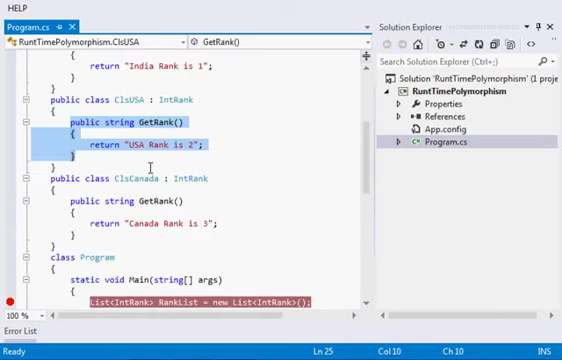 HELP
Program.cs
RunTimePolymorphism.ClsUSA
GetRank()
{
return "India Rank is 1";
}
}
public class ClsUSA : IntRank
{
public string GetRank()
{
return "USA Rank is 2";
}
}
public class ClsCanada : IntRank
{
public string GetRank()
{
return "Canada Rank is 3";
}
}
class Program
{
static void Main(string[] args)
{
List<IntRank> RankList = new List<IntRank>();
100 %
Error List
Ready
Ln 25
Col 10
Ch 10
INS
Solution Explorer
Search Solution Explorer (Ctrl+;)
Solution 'RunTimePolymorphism' (1 proje
RunTimePolymorphism
Properties
References
App.config
Program.cs